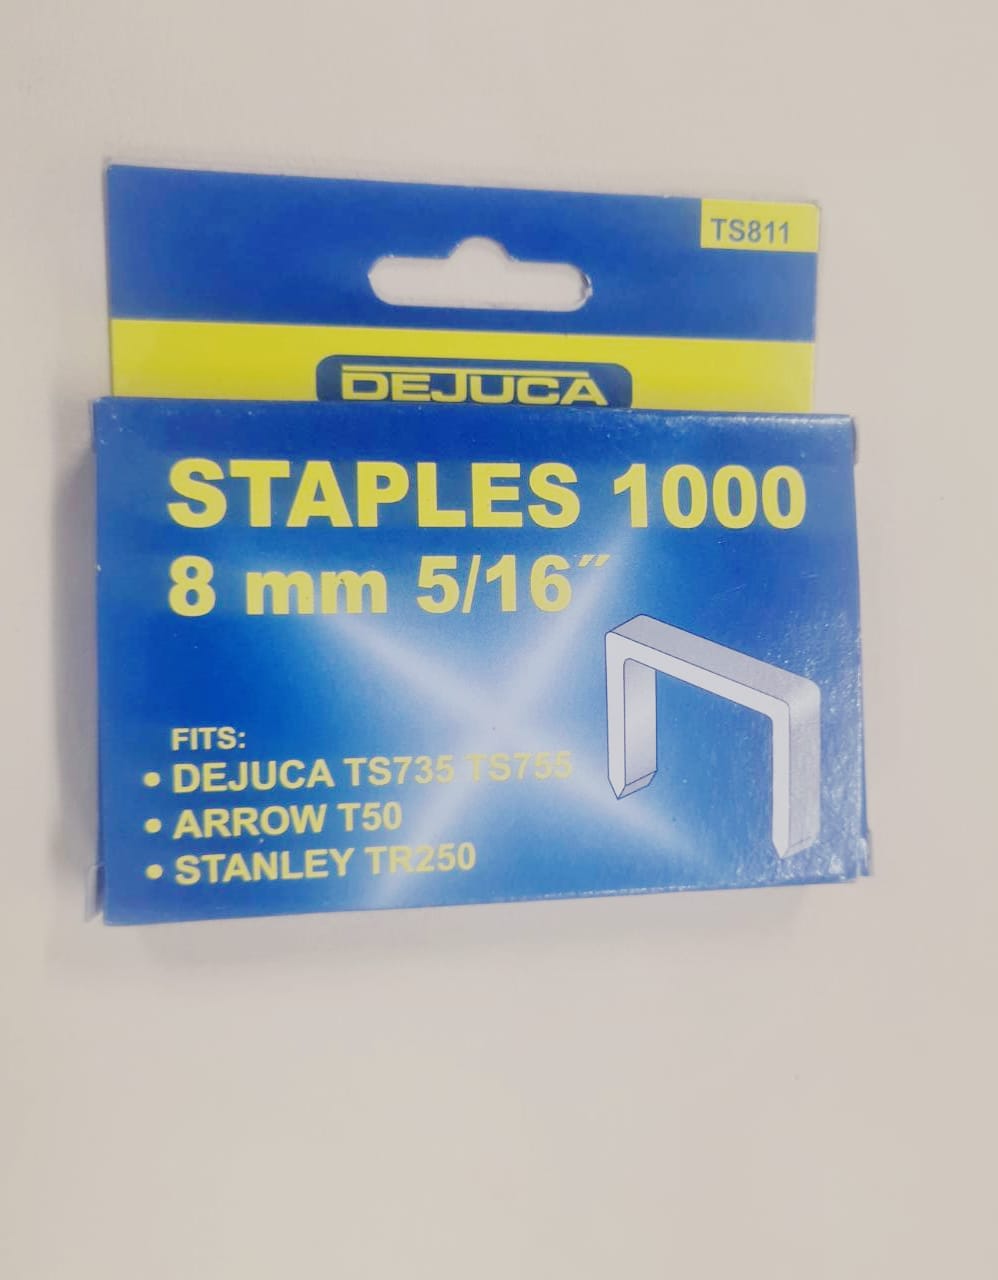 TS811
DEJUCA
STAPLES 1000
8 mm 5/16″
FITS:
• DEJUCA TS735 TS755
• ARROW T50
• STANLEY TR250